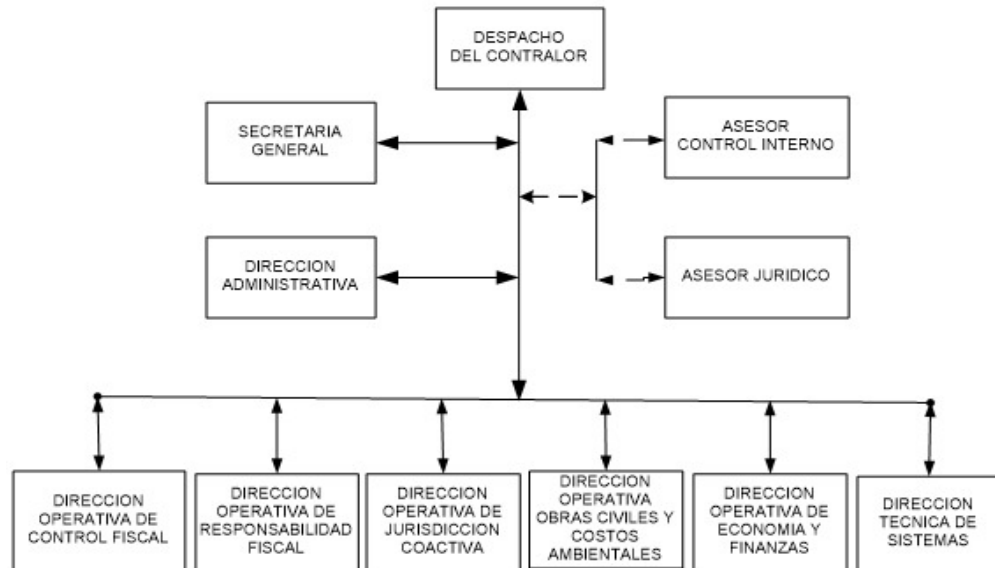 DESPACHO
DEL CONTRALOR
SECRETARIA
GENERAL
ASESOR
CONTROL INTERNO
DIRECCION
ADMINISTRATIVA
ASESOR JURIDICO
DIRECCION
OPERATIVA DE
CONTROL FISCAL
DIRECCION
OPERATIVA DE
RESPONSABILIDAD
FISCAL
DIRECCION
OPERATIVA DE
JURISDICCION
COACTIVA
DIRECCION
OPERATIVA
OBRAS CIVILES Y
COSTOS
AMBIENTALES
DIRECCION
OPERATIVA DE
ECONOMIA Y
FINANZAS
DIRECCION
TECNICA DE
SISTEMAS